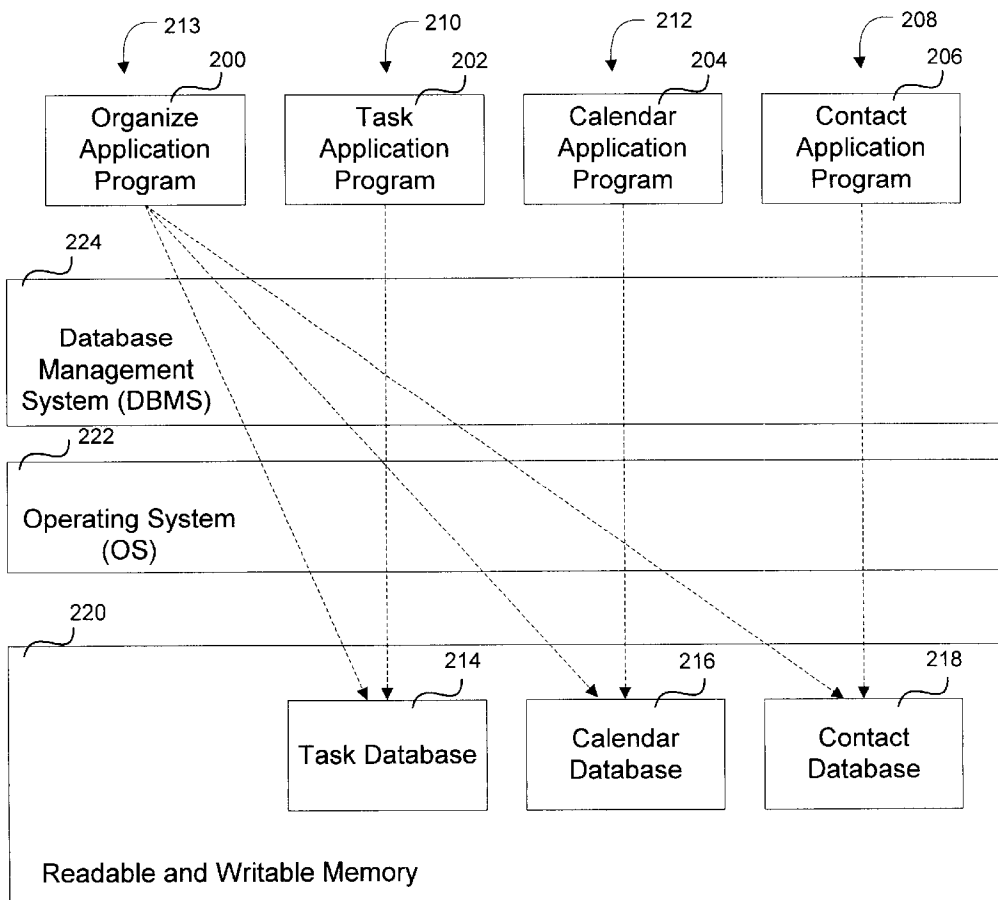 213
210
212
208
200
202
204
206
Organize
Application
Program
Task
Application
Program
Calendar
Application
Program
Contact
Application
Program
224
Database
Management
System (DBMS)
222
Operating System
(OS)
220
214
216
218
Task Database
Calendar
Database
Contact
Database
Readable and Writable Memory